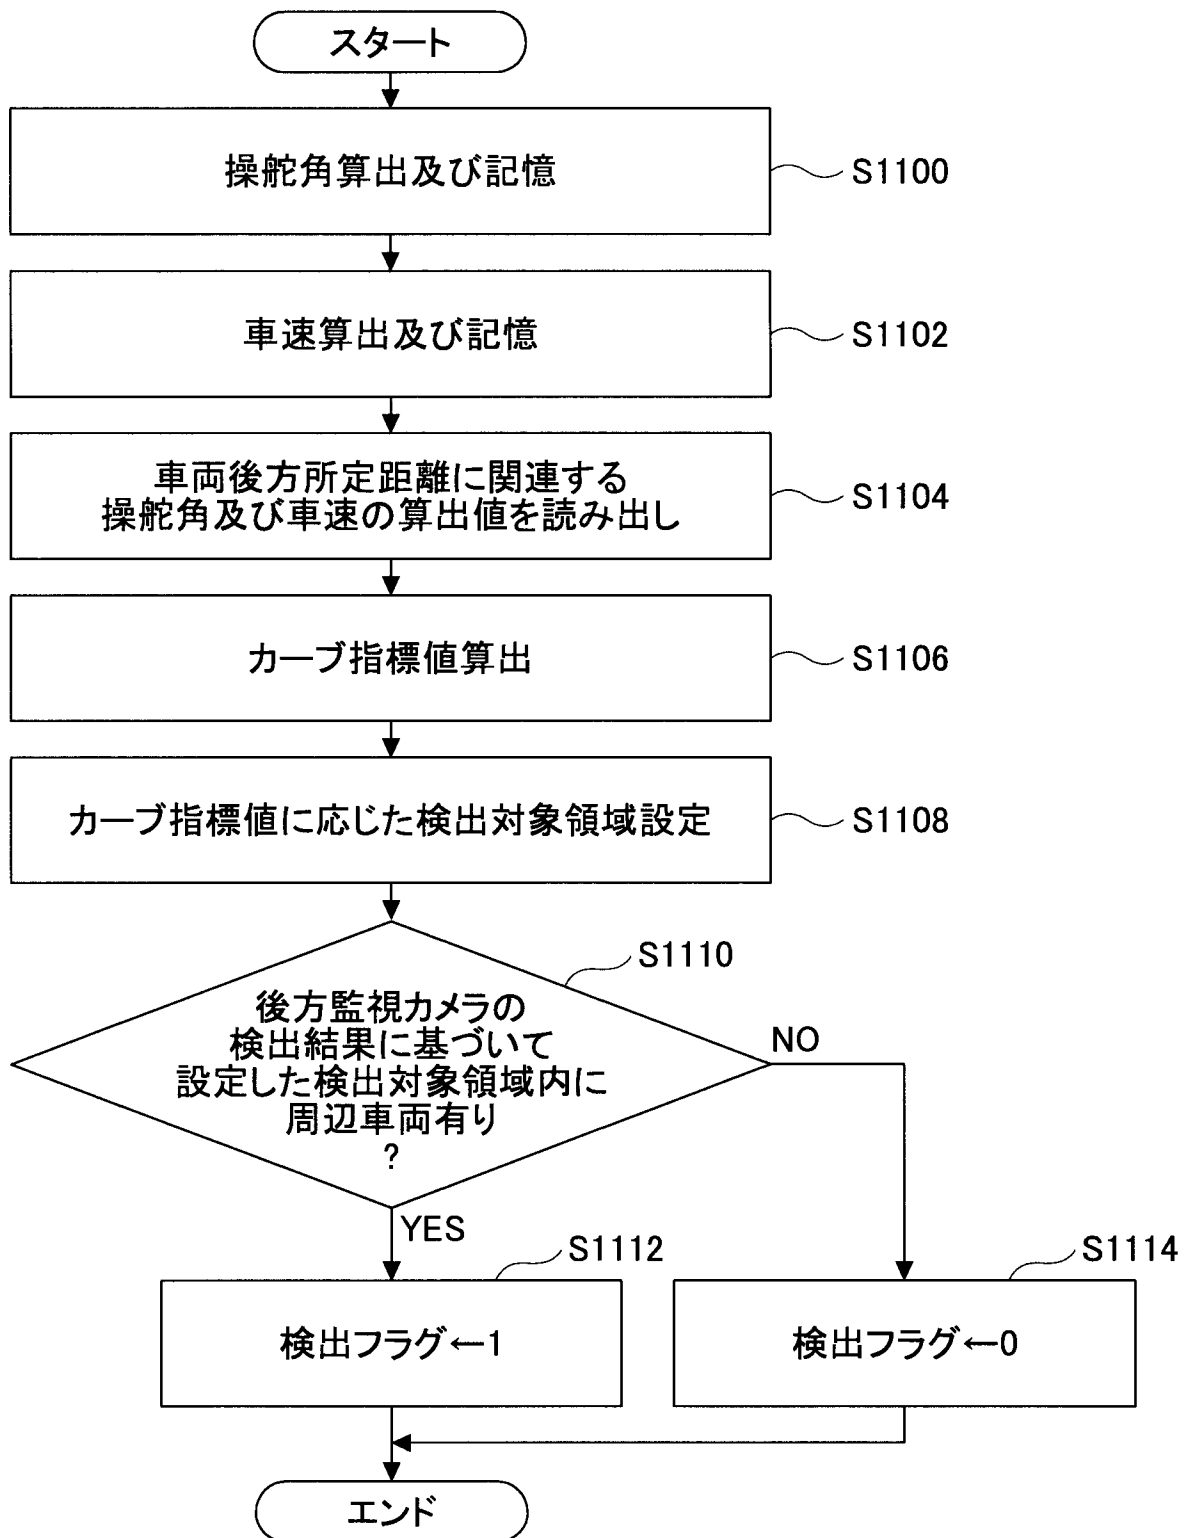 スタート
操舵角算出及び記憶
S1100
車速算出及び記憶
S1102
車両後方所定距離に関連する
操舵角及び車速の算出値を読み出し
S1104
カーブ指標値算出
S1106
カーブ指標値に応じた検出対象領域設定
S1108
S1110
後方監視カメラの
検出結果に基づいて
設定した検出対象領域内に
周辺車両有り
?
NO
YES
S1112
検出フラグ←1
S1114
検出フラグ←0
エンド